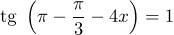 tg (π − π/3 − 4x) = 1